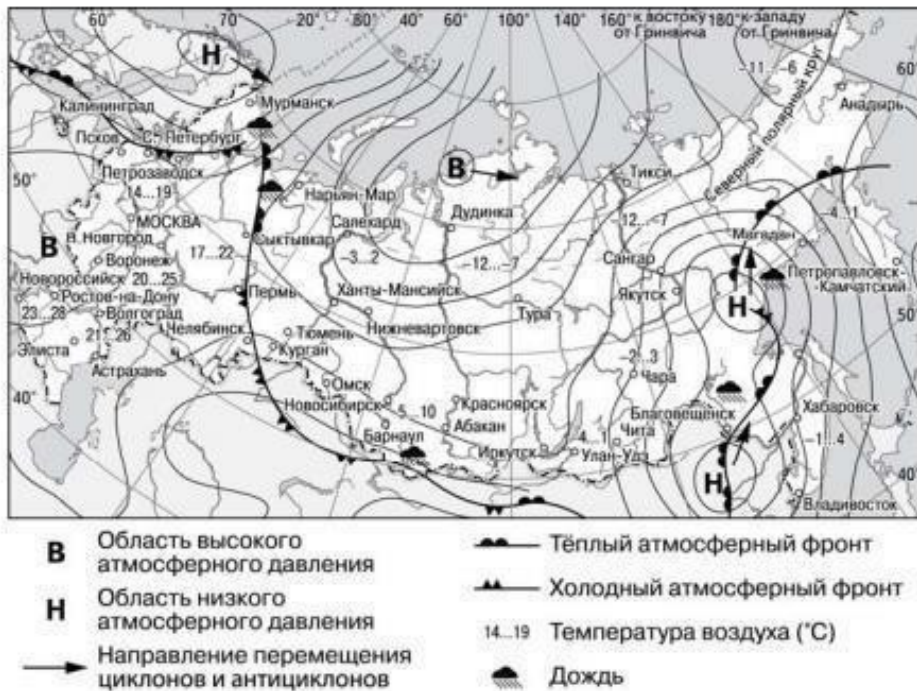 60°
70°
60°
70°
80°
100°
120°
140°
160°
к востоку
от Гринвича
180°
к западу
от Гринвича
60°
Н
–11...–6
Мурманск
Анадырь
Калининград
Северный полярный круг
Псков
С.-Петербург
Петрозаводск
В
Тикси
50°
14...19
Нарьян-Мар
Дудинка
–12...–7
МОСКВА
Салехард
Магадан
В
Н. Новгород
17...22
Сыктывкар
–3...2
–12...–7
Сангар
Воронеж
Новороссийск
20...25
Пермь
Ханты-Мансийск
Якутск
Н
Петропавловск-
-Камчатский
Ростов-на-Дону
23...28
Волгоград
Челябинск
Тюмень
Нижневартовск
Тура
50°
21...26
Курган
–2...3
Элиста
Астрахань
Омск
Чара
40°
Новосибирск
5...10
Красноярск
Благовещенск
Хабаровск
Барнаул
Абакан
Чита
–1...4
Иркутск
Улан-Удэ
Н
40°
Владивосток
В
Область высокого
атмосферного давления
Н
Область низкого
атмосферного давления
Направление перемещения
циклонов и антициклонов
Тёплый атмосферный фронт
Холодный атмосферный фронт
14...19
Температура воздуха (°С)
Дождь